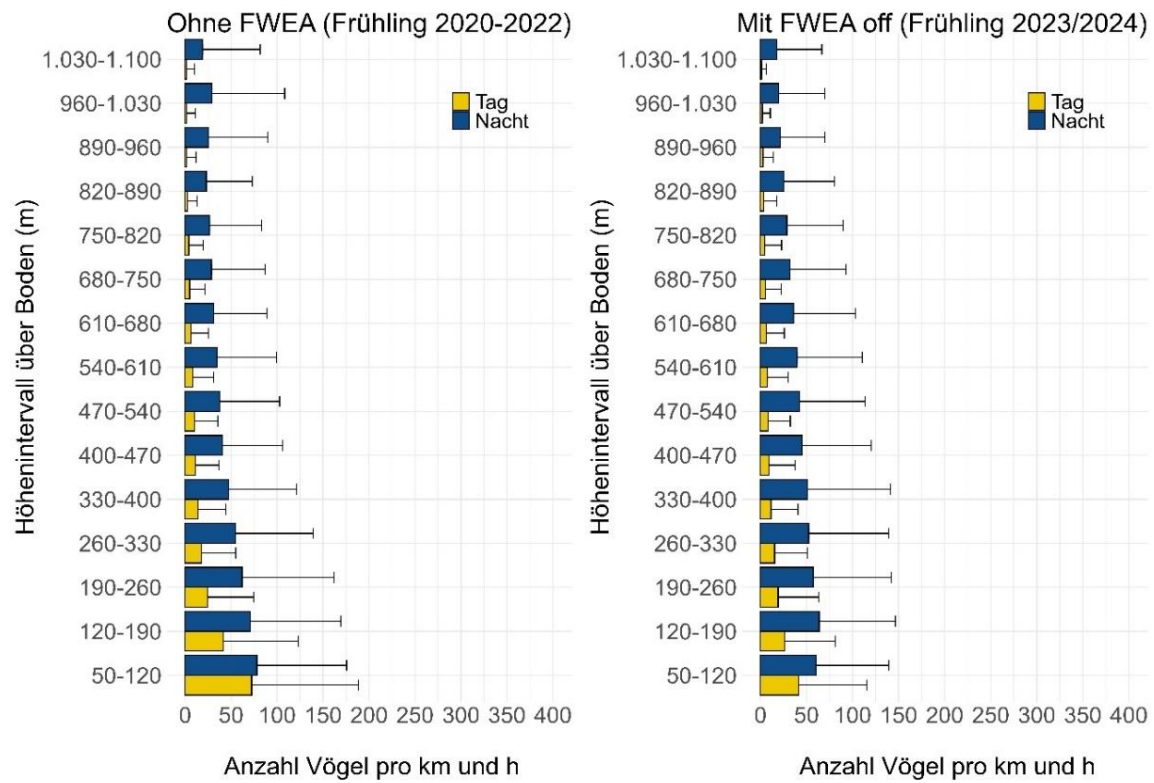 Ohne FWEA (Frühling 2020-2022)
Höhenintervall über Boden (m)
1.030-1.100
960-1.030
890-960
820-890
750-820
680-750
610-680
540-610
470-540
400-470
330-400
260-330
190-260
120-190
50-120
Tag
Nacht
0 50 100 150 200 250 300 350 400
Anzahl Vögel pro km und h
Mit FWEA off (Frühling 2023/2024)
Höhenintervall über Boden (m)
1.030-1.100
960-1.030
890-960
820-890
750-820
680-750
610-680
540-610
470-540
400-470
330-400
260-330
190-260
120-190
50-120
Tag
Nacht
0 50 100 150 200 250 300 350 400
Anzahl Vögel pro km und h